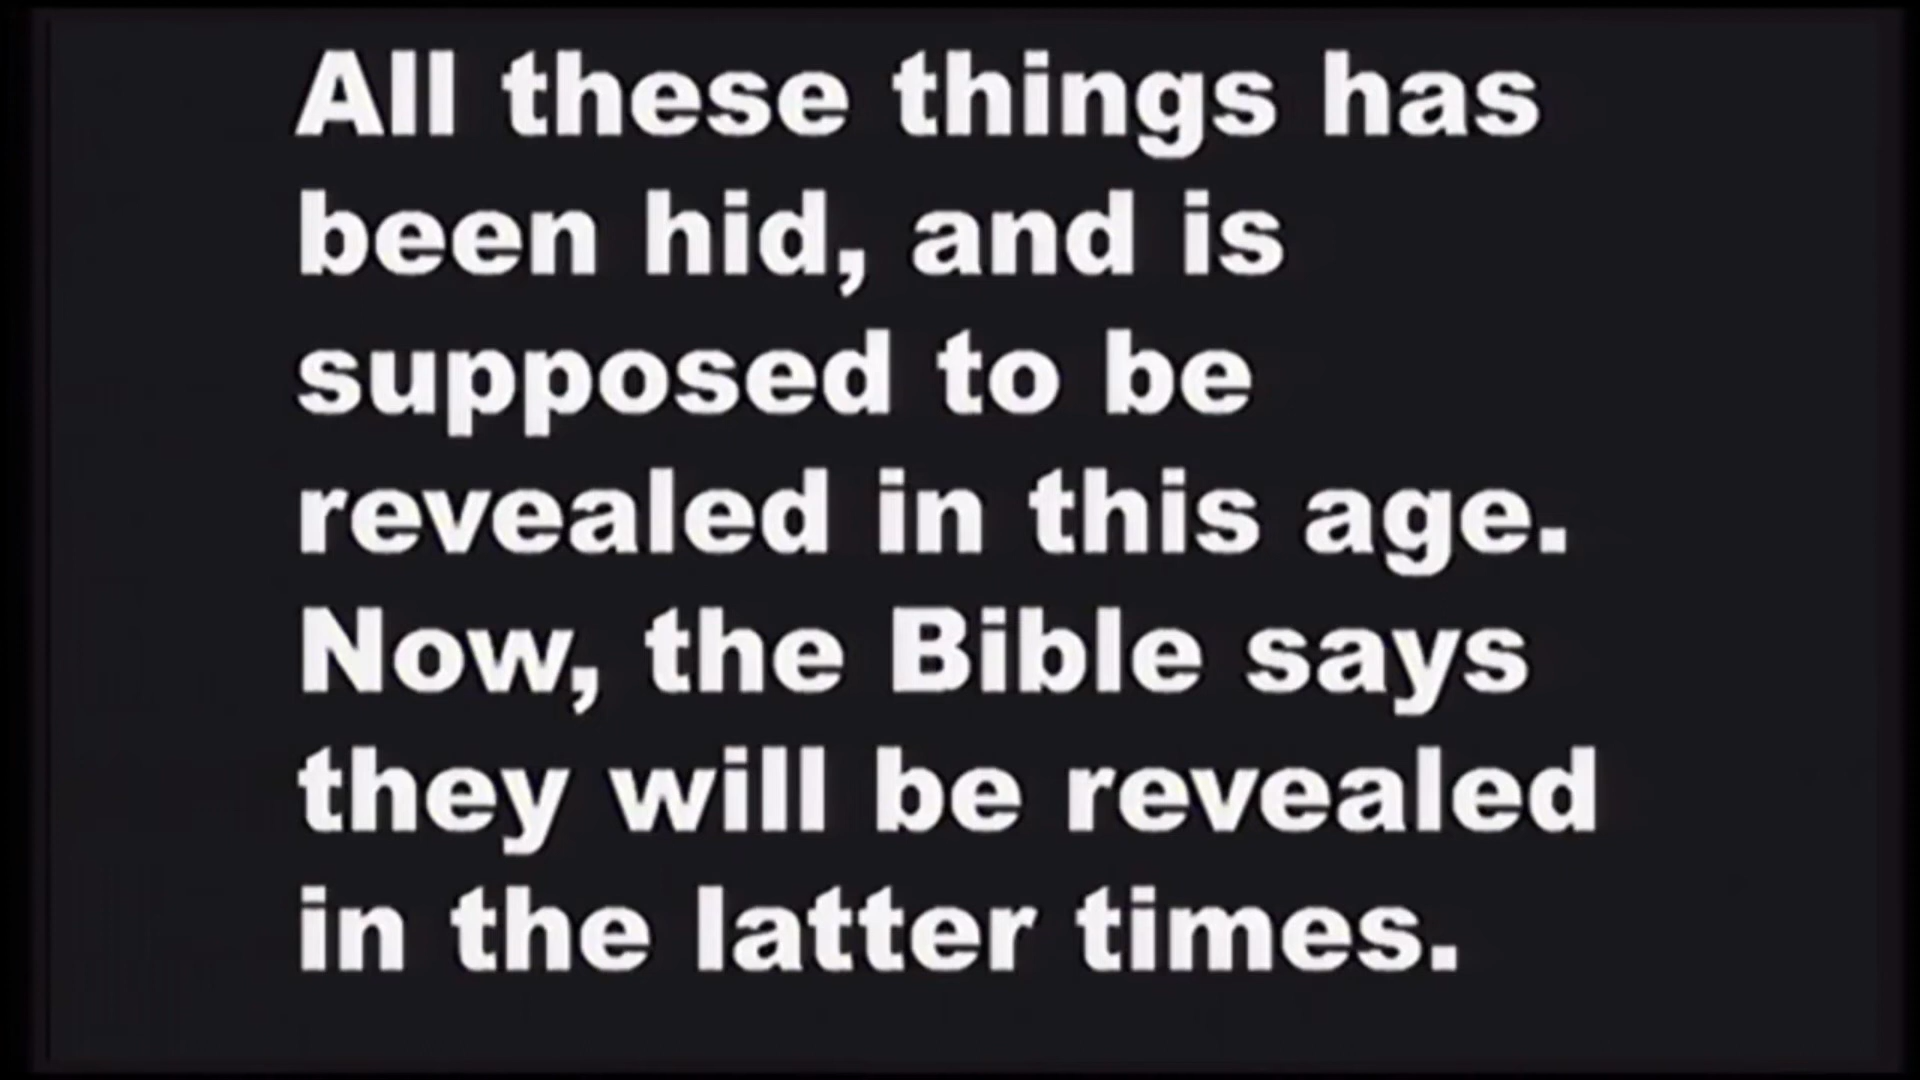 All these things has
been hid, and is
supposed to be
revealed in this age.
Now, the Bible says
they will be revealed
in the latter times.